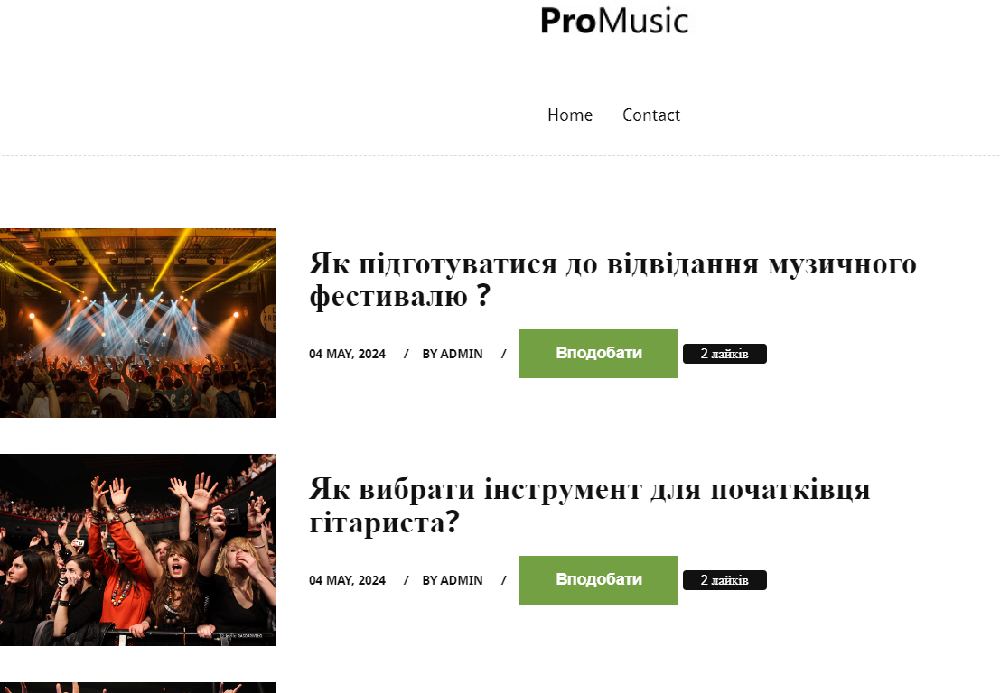 ProMusic
Home Contact
Як підготуватися до відвідання музичного
фестивалю ?
04 MAY, 2024 / BY ADMIN / Вподобати 2 лайків
Як вибрати інструмент для початківця
гітариста?
04 MAY, 2024 / BY ADMIN / Вподобати 2 лайків